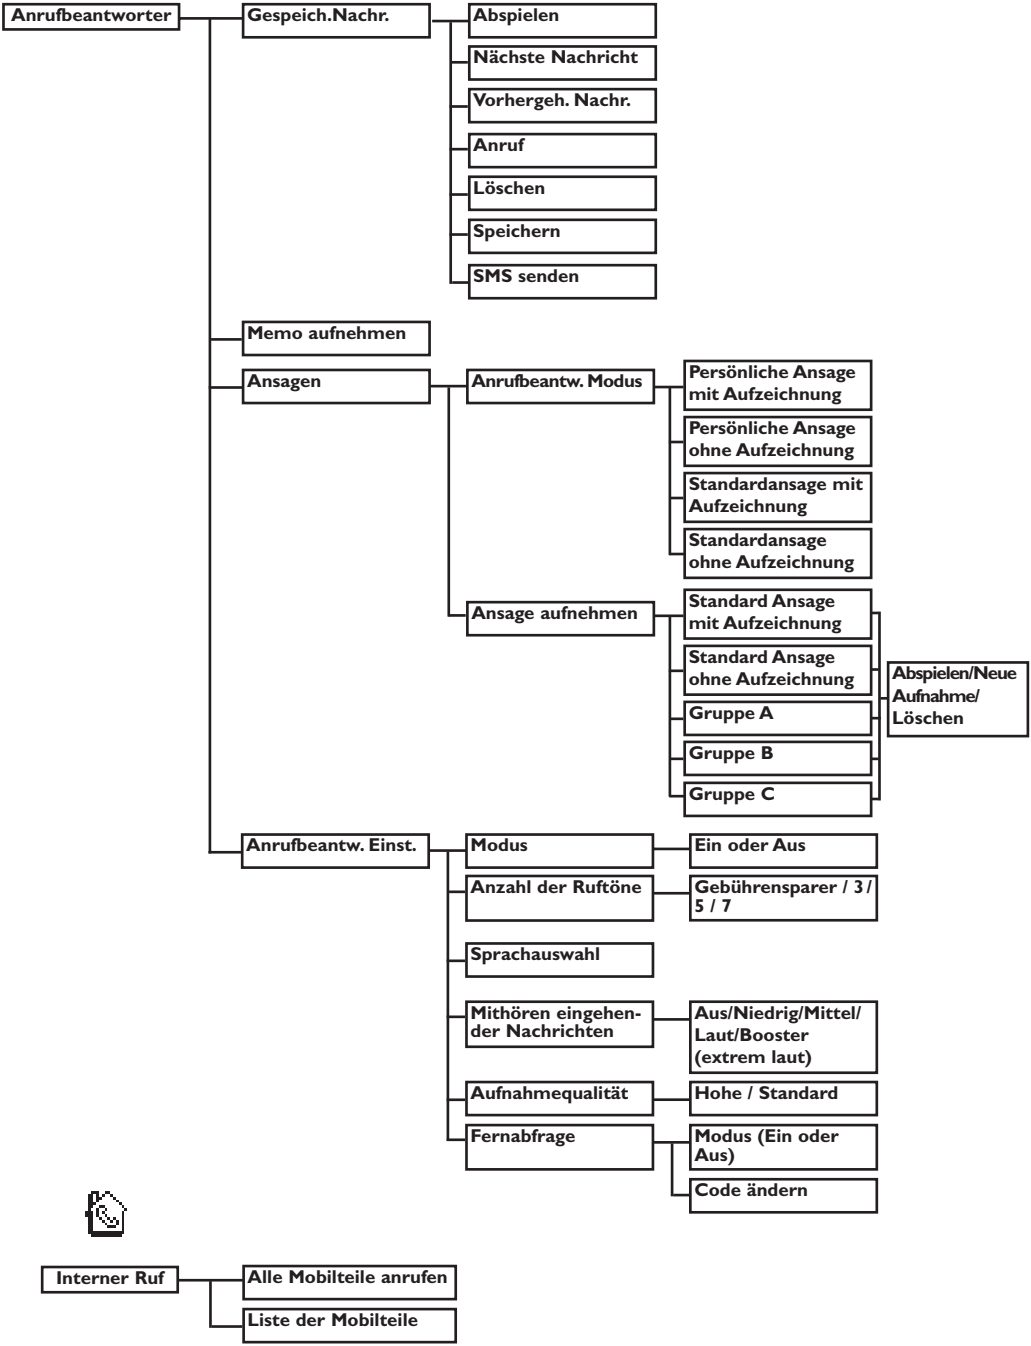 Anrufbeantworter
Gespeich.Nachr.
Abspielen
Nächste Nachricht
Vorhergeh. Nachr.
Anruf
Löschen
Speichern
SMS senden
Memo aufnehmen
Ansagen
Anrufbeantw. Modus
Persönliche Ansage
mit Aufzeichnung
Persönliche Ansage
ohne Aufzeichnung
Standardansage mit
Aufzeichnung
Standardansage
ohne Aufzeichnung
Ansage aufnehmen
Standard Ansage
mit Aufzeichnung
Standard Ansage
ohne Aufzeichnung
Gruppe A
Gruppe B
Gruppe C
Abspielen/Neue
Aufnahme/
Löschen
Anrufbeantw. Einst.
Modus
Ein oder Aus
Anzahl der Ruftöne
Gebührensparer / 3 /
5 / 7
Sprachauswahl
Mithören eingehen-
der Nachrichten
Aus/Niedrig/Mittel/
Laut/Booster
(extrem laut)
Aufnahmequalität
Hohe / Standard
Fernabfrage
Modus (Ein oder
Aus)
Code ändern
Interner Ruf
Alle Mobilteile anrufen
Liste der Mobilteile